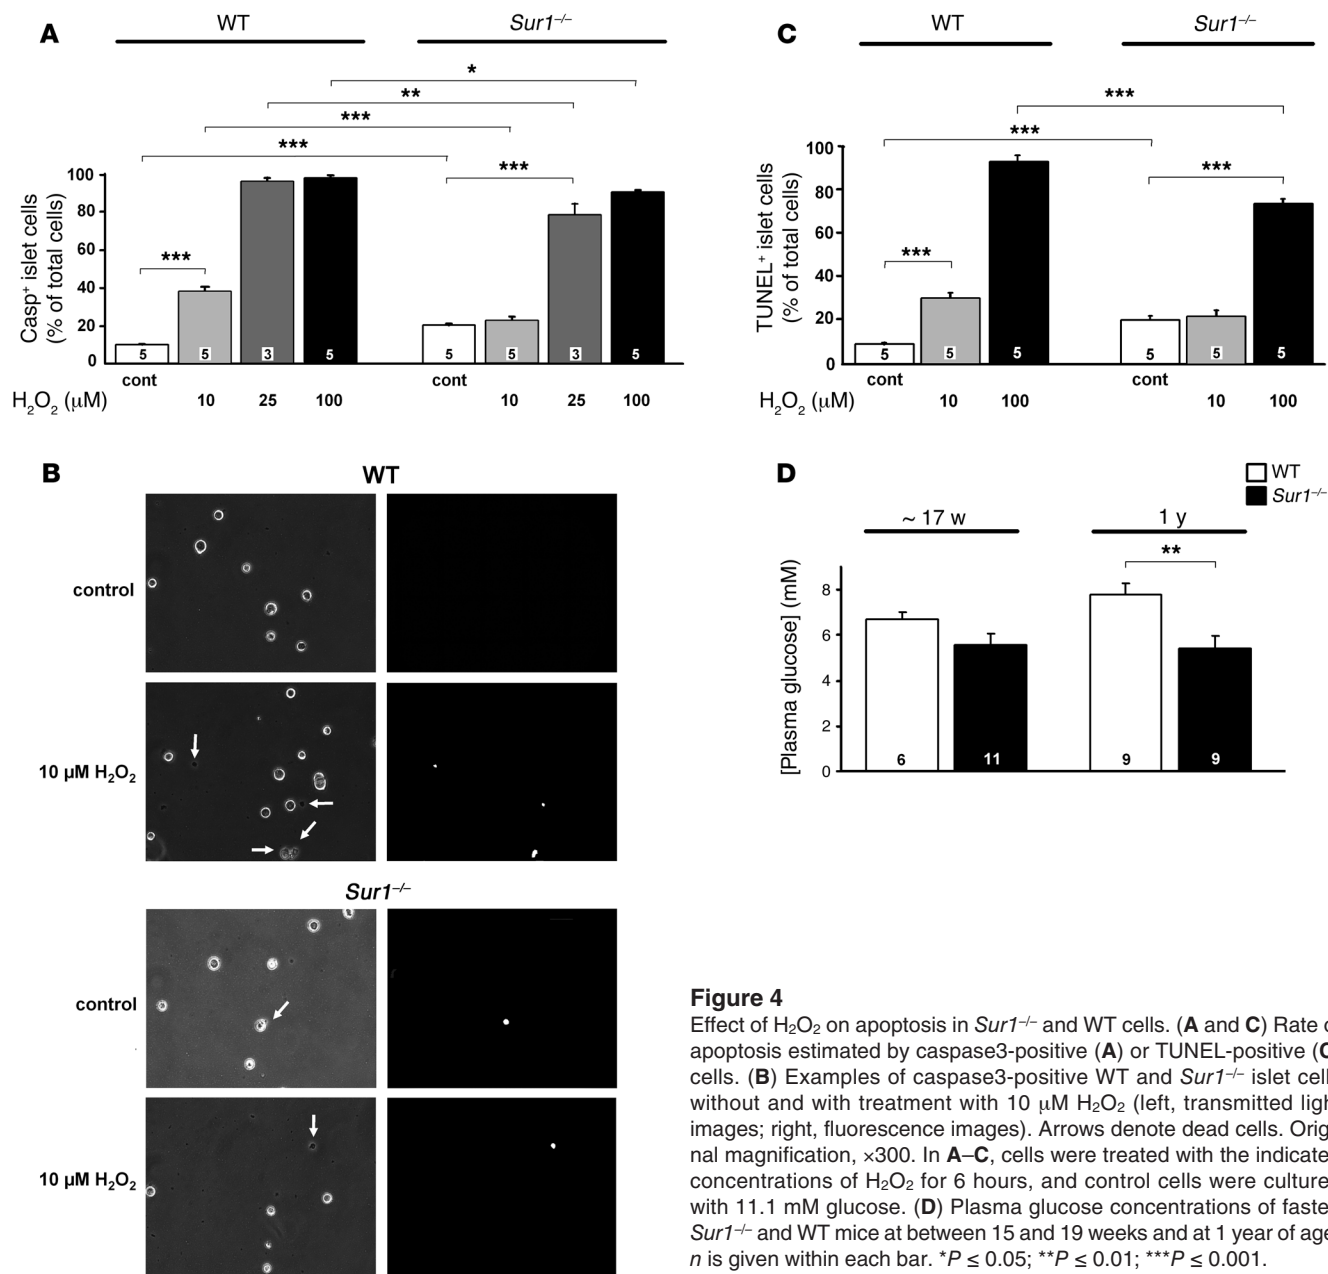 A
WT
Sur1–/–
*
**
***
***
***
***
Casp+ islet cells
(% of total cells)
100
80
60
40
20
0
5
5
3
5
5
5
3
5
cont
cont
H2O2 (μM)
10
25
100
10
25
100
C
WT
Sur1–/–
***
***
***
***
TUNEL+ islet cells
(% of total cells)
100
80
60
40
20
0
5
5
5
5
5
5
cont
cont
H2O2 (μM)
10
100
10
100
B
WT
control
10 μM H2O2
Sur1–/–
control
10 μM H2O2
D
WT
Sur1–/–
~ 17 w
1 y
**
[Plasma glucose] (mM)
8
6
4
2
0
6
11
9
9
Figure 4
Effect of H2O2 on apoptosis in Sur1–/– and WT cells. (A and C) Rate
apoptosis estimated by caspase3-positive (A) or TUNEL-positive (C
cells. (B) Examples of caspase3-positive WT and Sur1–/– islet cell
without and with treatment with 10 μM H2O2 (left, transmitted ligh
images; right, fluorescence images). Arrows denote dead cells. Orig
nal magnification, ×300. In A–C, cells were treated with the indicate
concentrations of H2O2 for 6 hours, and control cells were culture
with 11.1 mM glucose. (D) Plasma glucose concentrations of faste
Sur1–/– and WT mice at between 15 and 19 weeks and at 1 year of age
n is given within each bar. *P ≤ 0.05; **P ≤ 0.01; ***P ≤ 0.001.